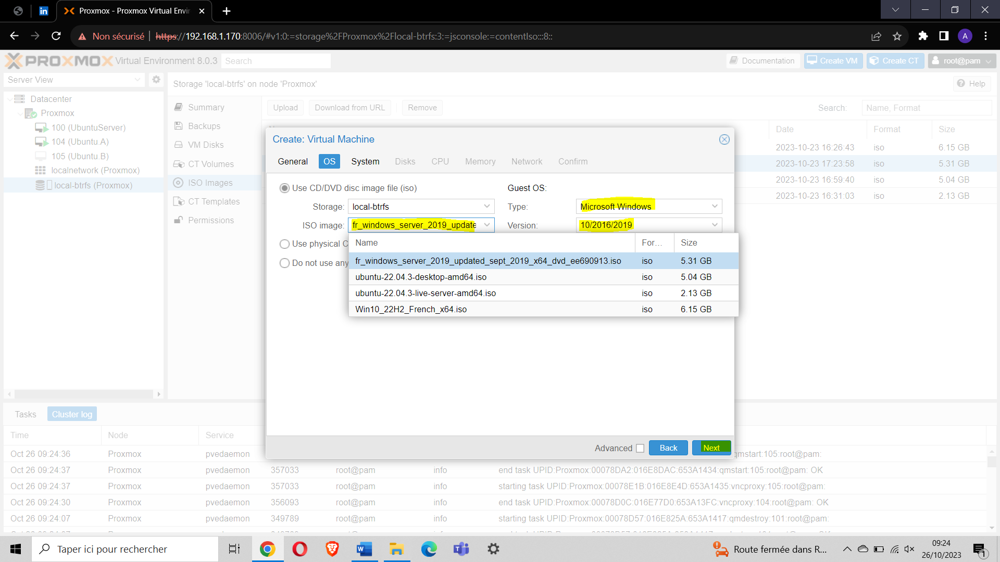 Proxmox - Proxmox Virtual Envir
Non sécurisé
https://192.168.1.170:8006/#v1:0:=storage%2FProxmox%2Flocal-btrfs:3:=jsconsole:=contentIso:::8::
A
PROXMOX Virtual Environment 8.0.3
Search
Documentation
Create VM
Create CT
root@pam
Server View
Storage 'local-btrfs' on node 'Proxmox'
Help
Datacenter
Proxmox
100 (UbuntuServer)
104 (Ubuntu.A)
105 (Ubuntu.B)
localnetwork (Proxmox)
local-btrfs (Proxmox)
Summary
Backups
VM Disks
CT Volumes
ISO Images
CT Templates
Permissions
Upload
Download from URL
Remove
Search:
Name, Format
Date Format Size
2023-10-23 16:26:43 iso 6.15 GB
2023-10-23 17:23:58 iso 5.31 GB
2023-10-23 16:59:40 iso 5.04 GB
2023-10-23 16:31:03 iso 2.13 GB
Create: Virtual Machine
General OS System Disks CPU Memory Network Confirm
Use CD/DVD disc image file (iso)
Guest OS:
Storage: local-btrfs
Type: Microsoft Windows
ISO image: fr_windows_server_2019_update
Version: 10/2016/2019
Use physical C
Do not use any
Name For... Size
fr_windows_server_2019_updated_sept_2019_x64_dvd_ee690913.iso iso 5.31 GB
ubuntu-22.04.3-desktop-amd64.iso iso 5.04 GB
ubuntu-22.04.3-live-server-amd64.iso iso 2.13 GB
Win10_22H2_French_x64.iso iso 6.15 GB
Advanced
Back
Next
Tasks
Cluster log
Time Node Service
Oct 26 09:24:36 Proxmox pvedaemon qmstart:105:root@pam:
Oct 26 09:24:37 Proxmox pvedaemon 357033 root@pam info end task UPID:Proxmox:00078DA2:016E8DAC:653A1434:qmstart:105:root@pam: OK
Oct 26 09:24:37 Proxmox pvedaemon 357033 root@pam info starting task UPID:Proxmox:00078E1B:016E8E4D:653A1435:vncproxy:105:root@pam:
Oct 26 09:24:30 Proxmox pvedaemon 356093 root@pam info end task UPID:Proxmox:00078D0C:016E77D0:653A13FC:vncproxy:104:root@pam: OK
Oct 26 09:24:07 Proxmox pvedaemon 349789 root@pam info starting task UPID:Proxmox:00078D57:016E825A:653A1417:qmdestroy:101:root@pam:
Taper ici pour rechercher
Route fermée dans R...
09:24
26/10/2023
1